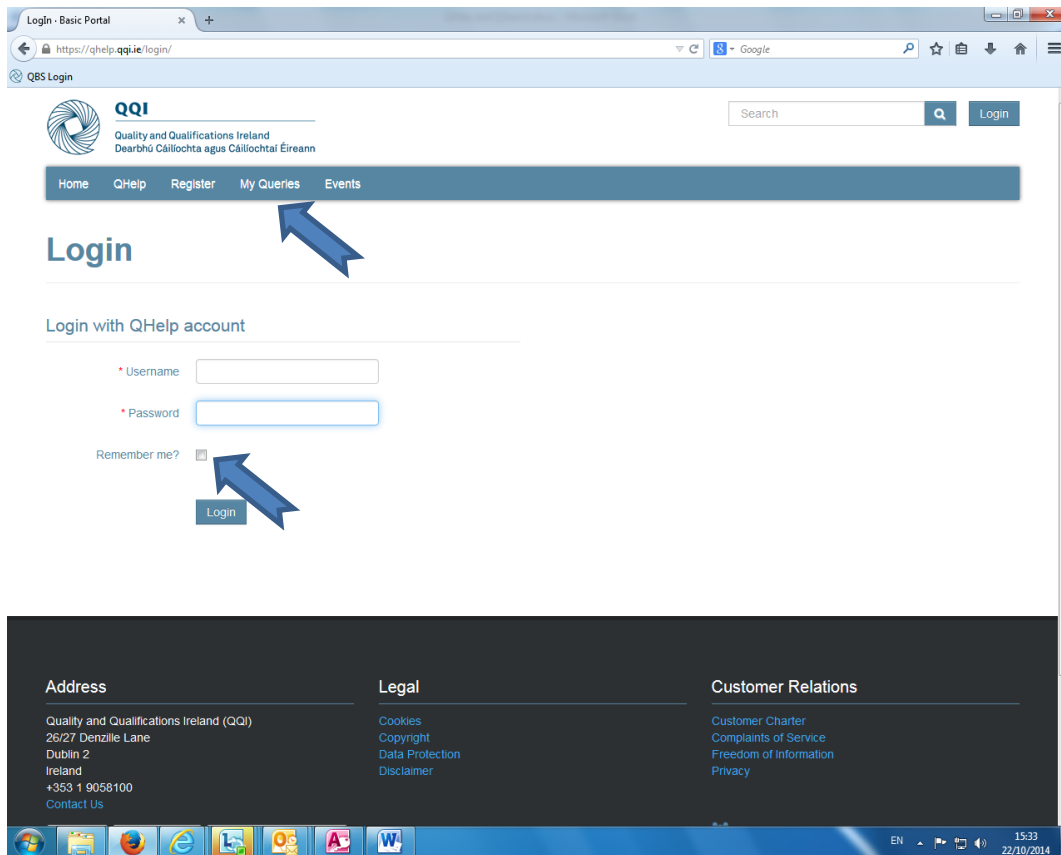 LogIn · Basic Portal
https://qhelp.qqi.ie/login/
Google
QBS Login
QQI
Quality and Qualifications Ireland
Dearbhú Cáilíochta agus Cáilíochtaí Éireann
Search
Login
Home QHelp Register My Queries Events
Login
Login with QHelp account
* Username
* Password
Remember me?
Login
Address
Quality and Qualifications Ireland (QQI)
26/27 Denzille Lane
Dublin 2
Ireland
+353 1 9058100
Contact Us
Legal
Cookies
Copyright
Data Protection
Disclaimer
Customer Relations
Customer Charter
Complaints of Service
Freedom of Information
Privacy
EN
15:33
22/10/2014